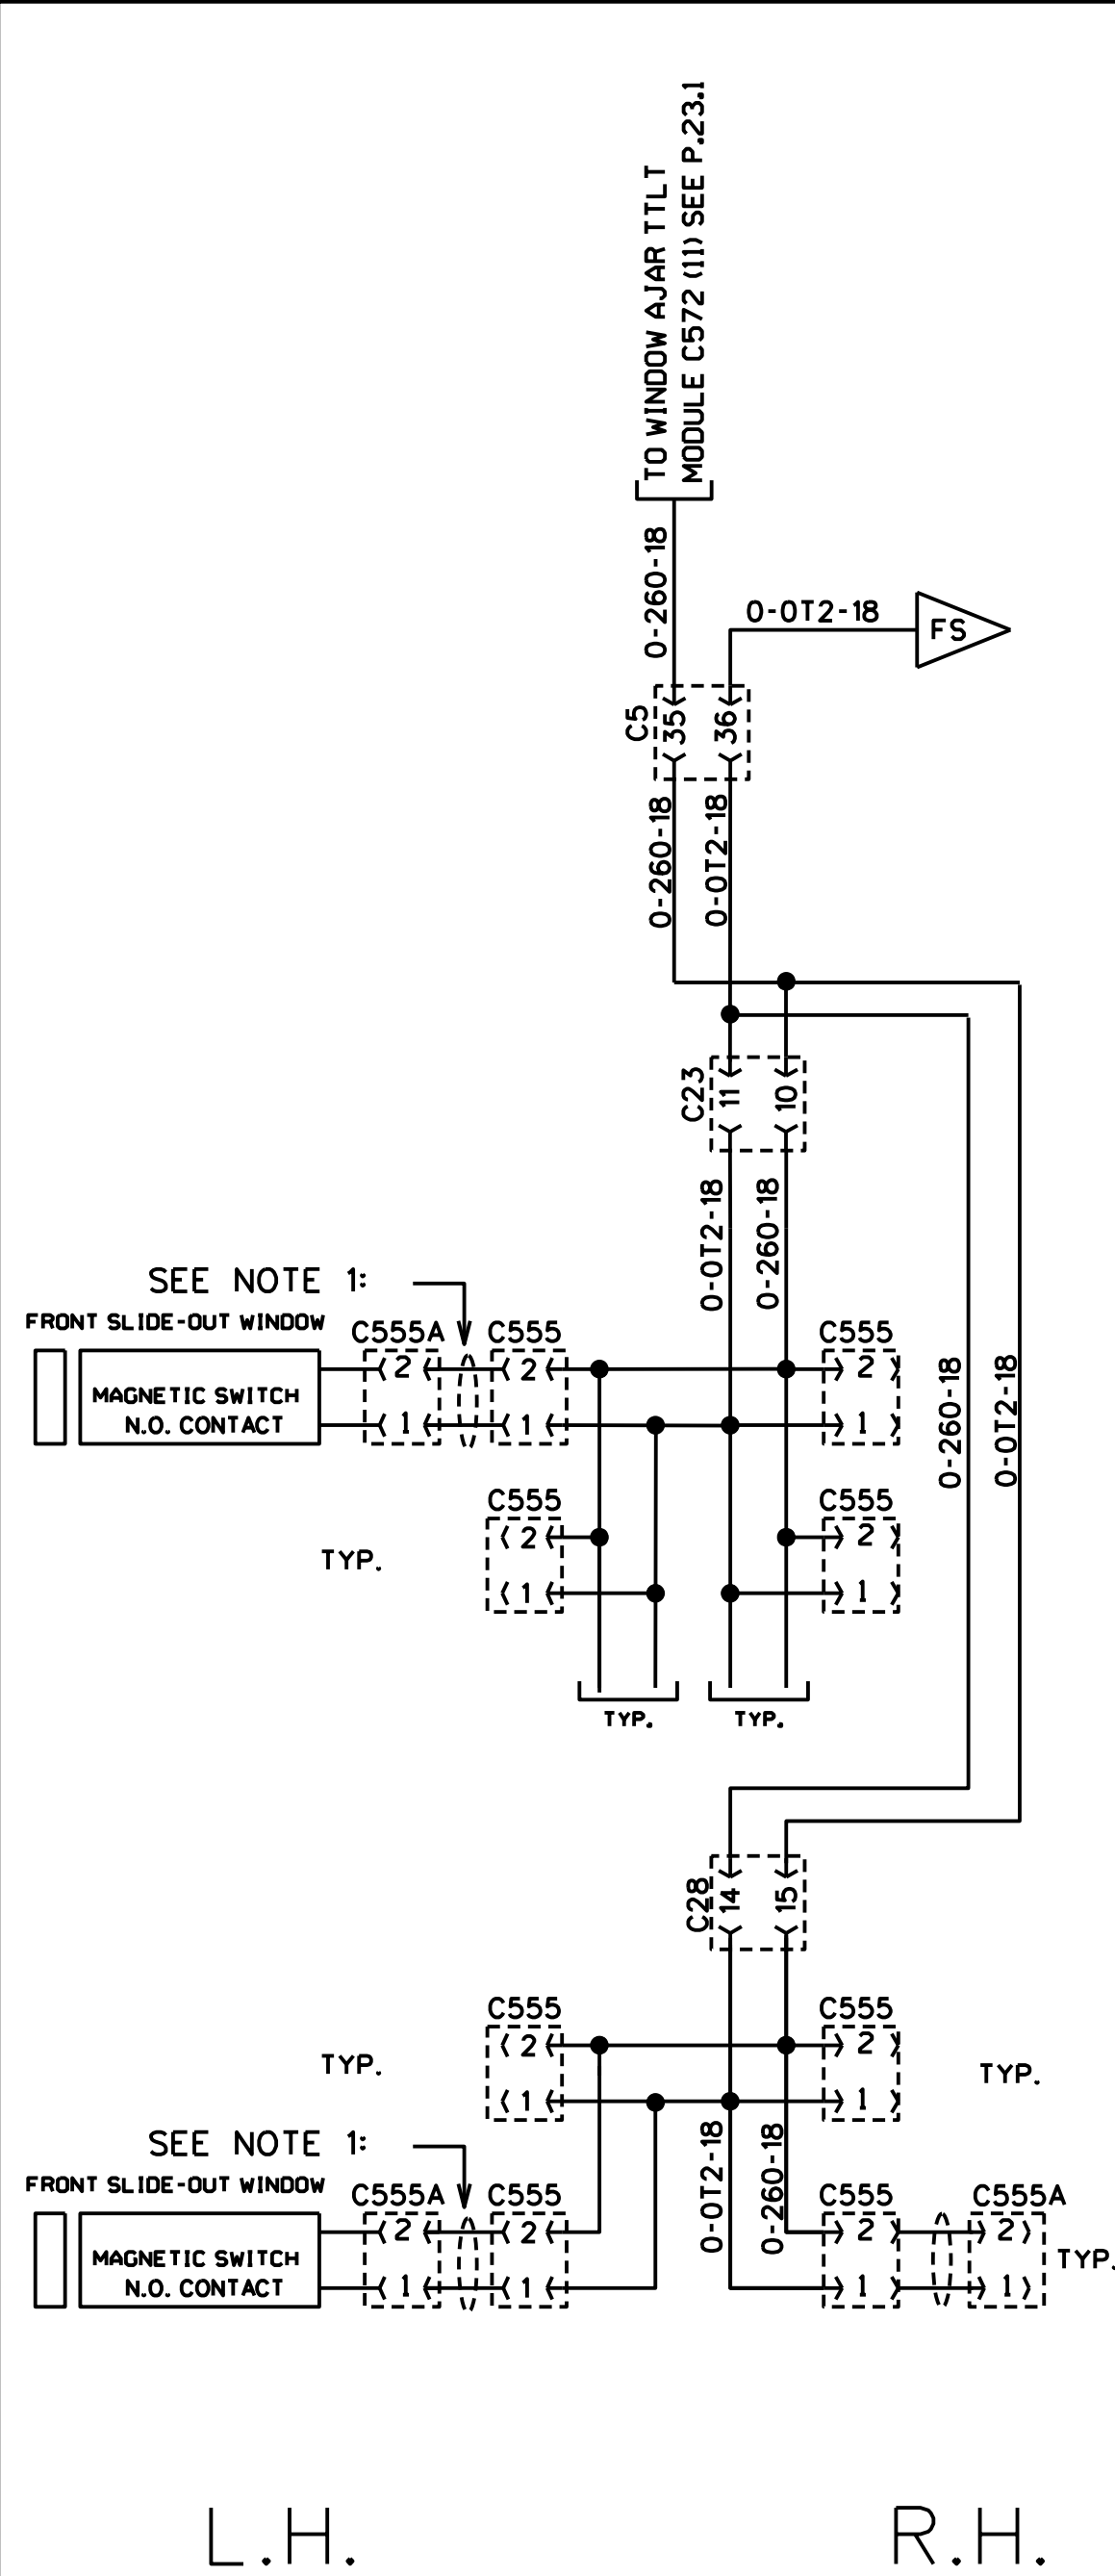 TO WINDOW AJAR TTLT
MODULE C572 (11) SEE P.23.1
0-260-18
0-0T2-18
FS
C5
35
36
0-260-18
0-0T2-18
C23
11
10
0-0T2-18
0-260-18
SEE NOTE 1:
FRONT SLIDE-OUT WINDOW
C555A
C555
C555
MAGNETIC SWITCH
N.O. CONTACT
2
2
2
1
1
1
0-260-18
0-0T2-18
C555
C555
TYP.
2
2
1
1
TYP.
TYP.
C28
14
15
C555
C555
TYP.
2
2
TYP.
1
1
0-0T2-18
0-260-18
SEE NOTE 1:
FRONT SLIDE-OUT WINDOW
C555A
C555
C555
C555A
MAGNETIC SWITCH
N.O. CONTACT
2
2
2
2
TYP.
1
1
1
1
L.H.
R.H.